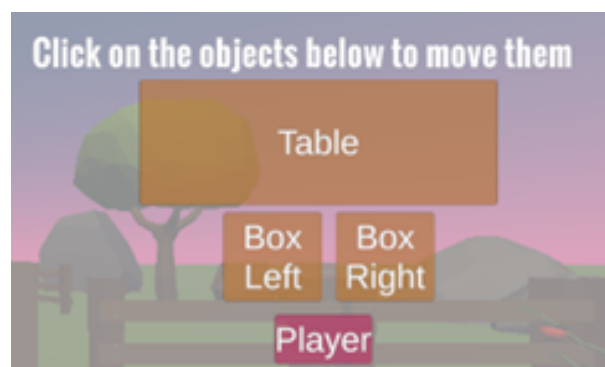 Click on the objects below to move them
Table
Box Left
Box Right
Player